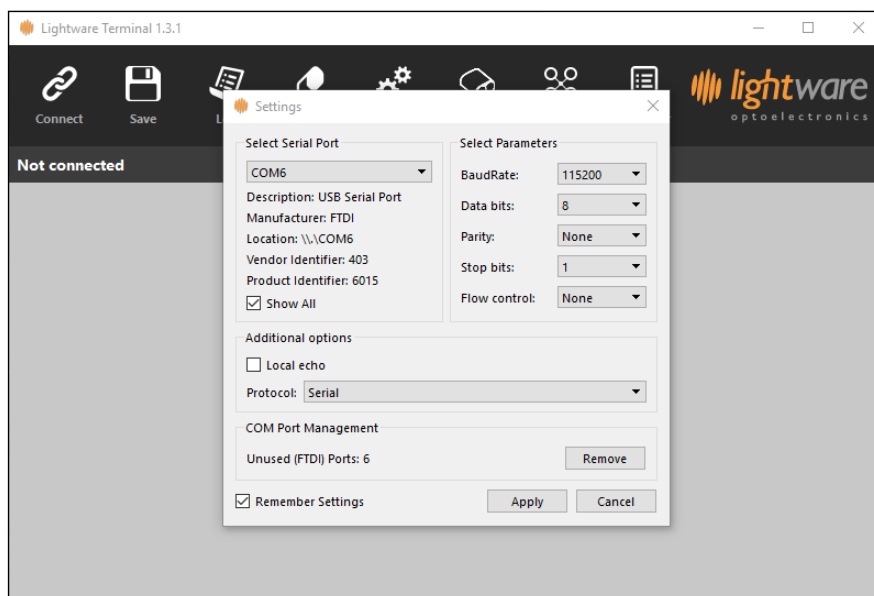 Lightware Terminal 1.3.1
Connect
Save
lightware
optoelectronics
Not connected
Settings
Select Serial Port
COM6
Description: USB Serial Port
Manufacturer: FTDI
Location: \\.\COM6
Vendor Identifier: 403
Product Identifier: 6015
Show All
Select Parameters
BaudRate: 115200
Data bits: 8
Parity: None
Stop bits: 1
Flow control: None
Additional options
Local echo
Protocol: Serial
COM Port Management
Unused (FTDI) Ports: 6
Remove
Remember Settings
Apply
Cancel